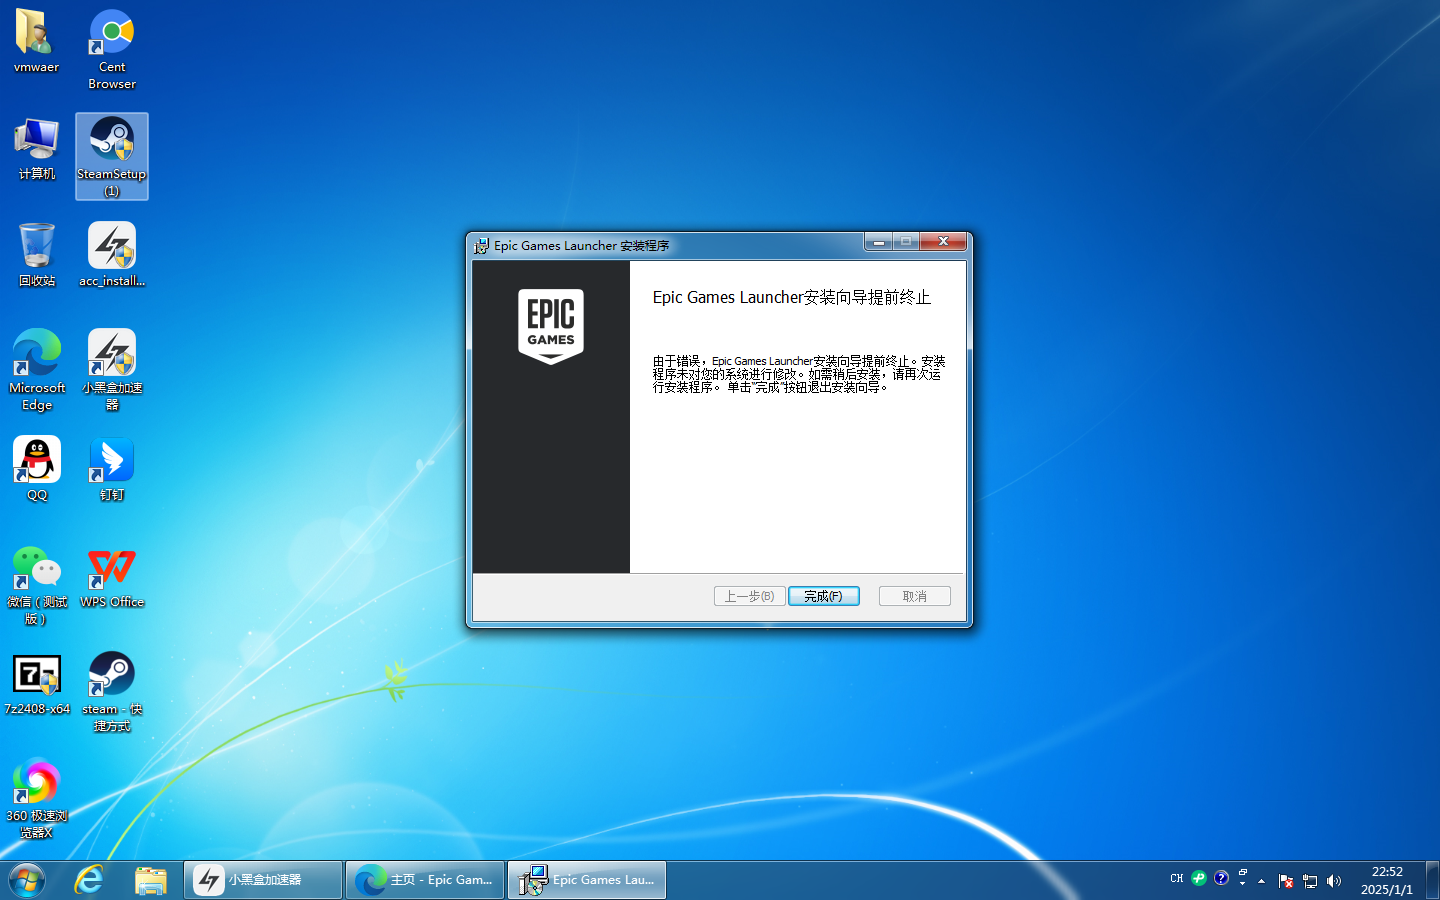 vmwaer
Cent
Browser
计算机
SteamSetup
(1)
回收站
acc_install...
Microsoft
Edge
小黑盒加速
器
QQ
钉钉
微信（测试
版）
WPS Office
7z2408-x64
steam - 快
捷方式
360 极速浏
览器X
Epic Games Launcher 安装程序
EPIC
GAMES
Epic Games Launcher安装向导提前终止
由于错误，Epic Games Launcher安装向导提前终止。安装
程序未对您的系统进行修改。如需稍后安装，请再次运
行安装程序。 单击"完成"按钮退出安装向导。
上一步(B)
完成(F)
取消
小黑盒加速器
主页 - Epic Gam...
Epic Games Lau...
CH
22:52
2025/1/1